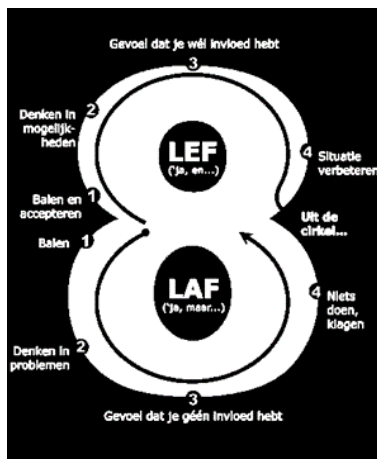 Gevoel dat je wél invloed hebt
3
2
Denken in
mogelijk-
heden
LEF
('ja, en...)
4
Situatie
verbeteren
1
Balen en
accepteren
Uit de
cirkel...
1
Balen
LAF
('ja, maar...)
4
Niets
doen,
klagen
2
Denken in
problemen
3
Gevoel dat je géén invloed hebt